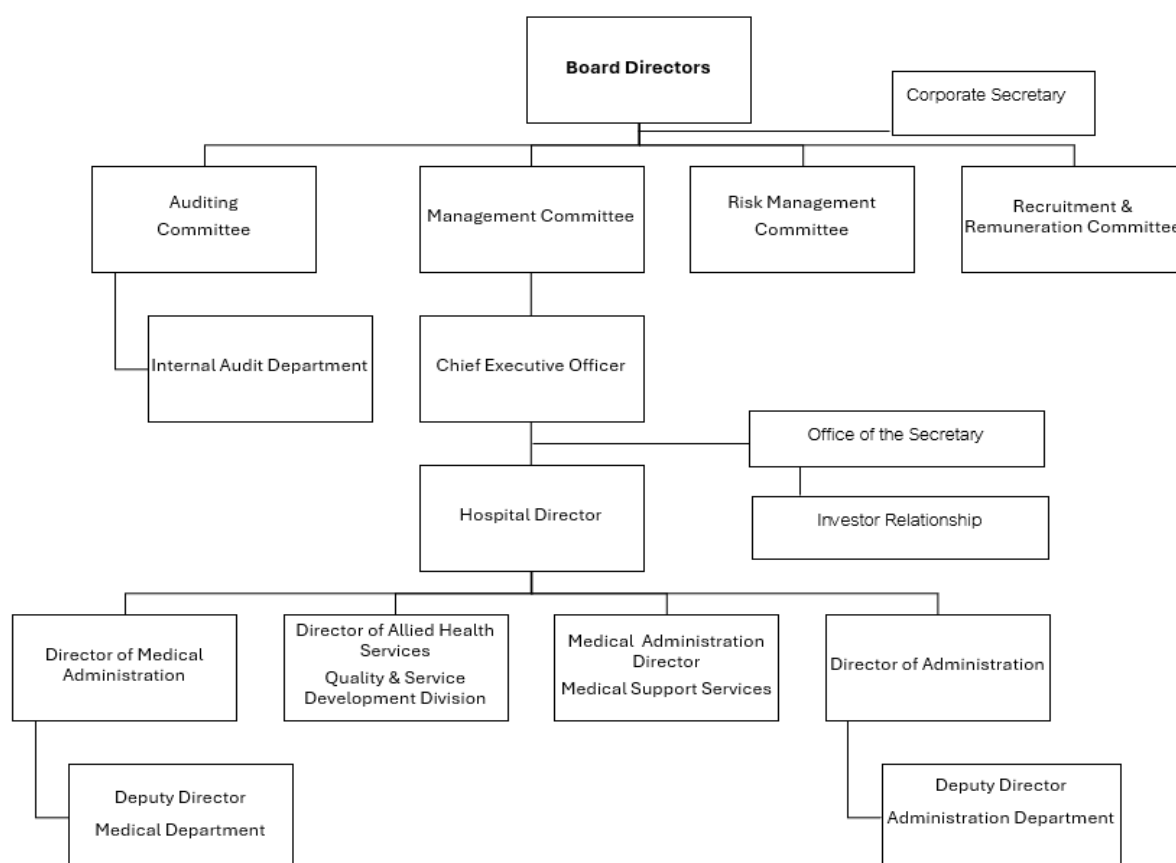 Board Directors
Corporate Secretary
Auditing
Committee
Management Committee
Risk Management
Committee
Recruitment &
Remuneration Committee
Internal Audit Department
Chief Executive Officer
Office of the Secretary
Hospital Director
Investor Relationship
Director of Medical
Administration
Director of Allied Health
Services
Quality & Service
Development Division
Medical Administration
Director
Medical Support Services
Director of Administration
Deputy Director
Medical Department
Deputy Director
Administration Department